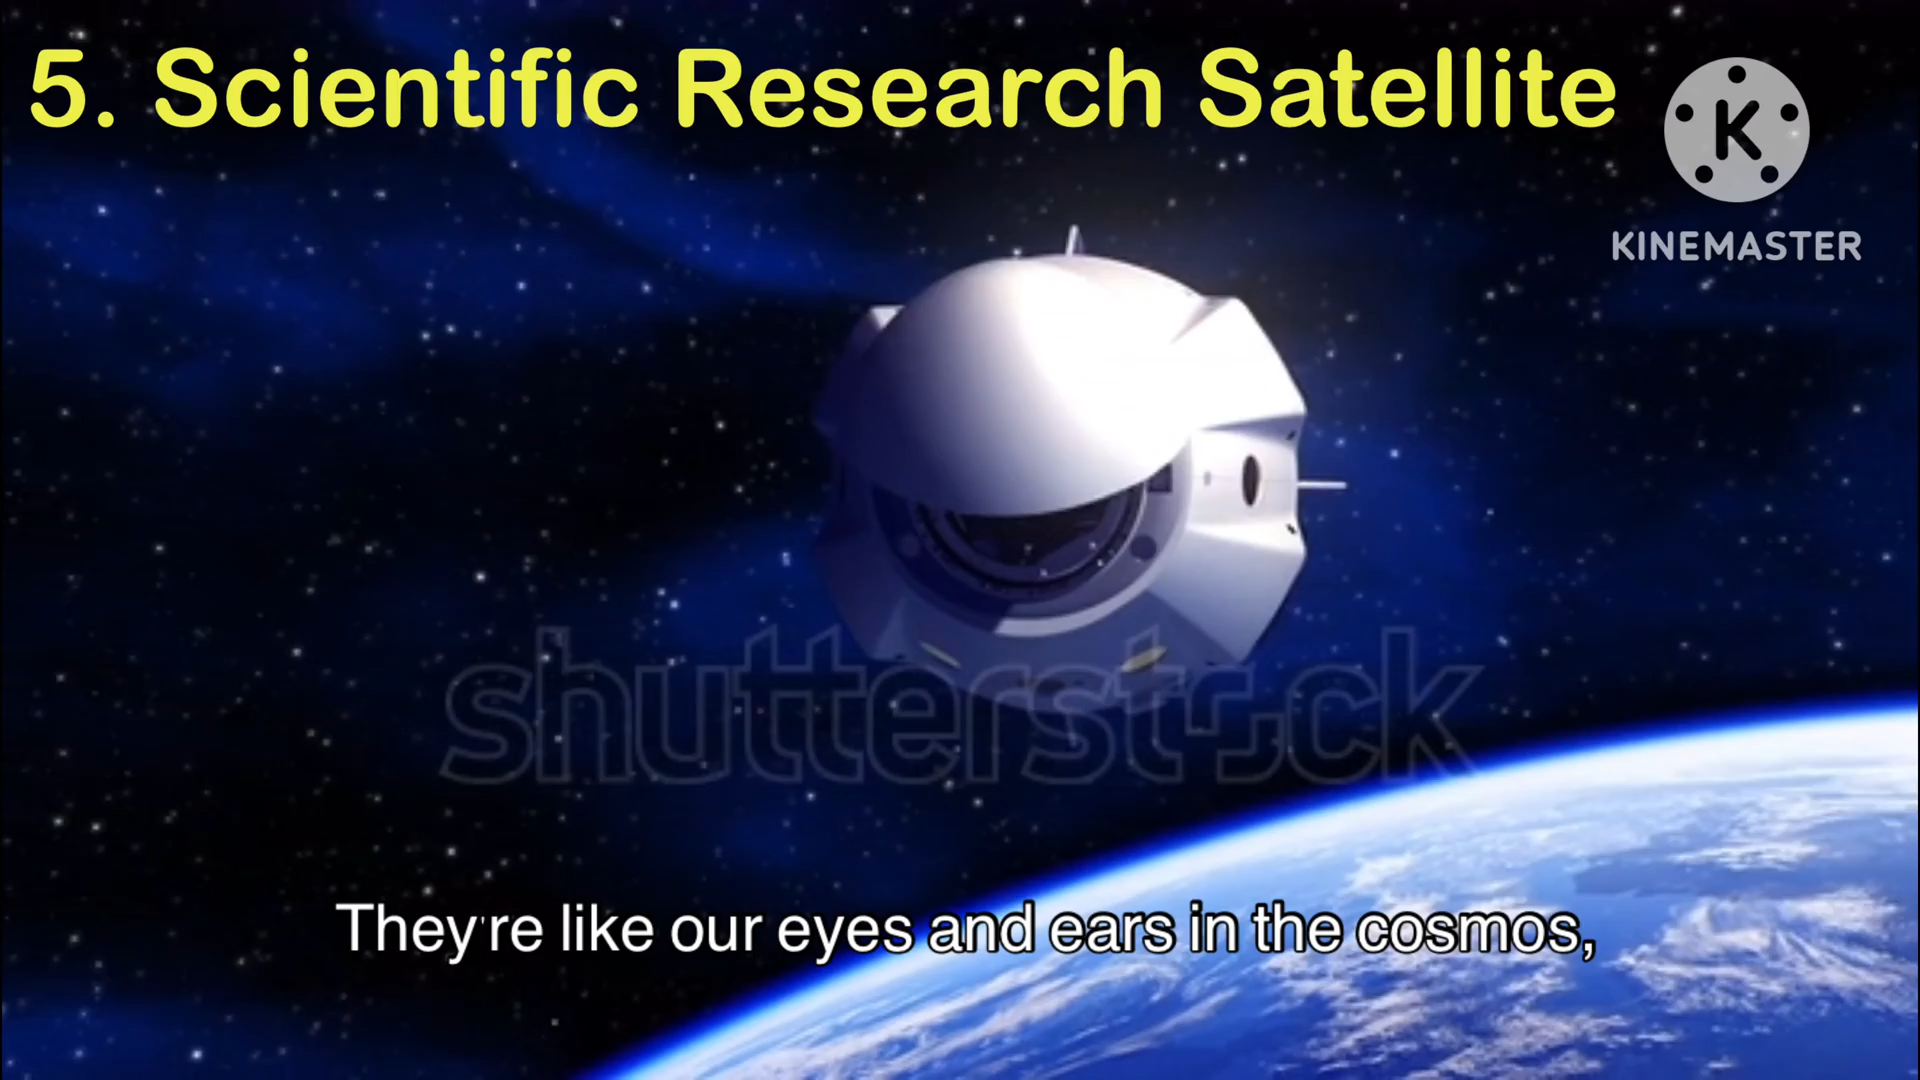 5. Scientific Research Satellite
K
KINEMASTER
shutterstock
They're like our eyes and ears in the cosmos,